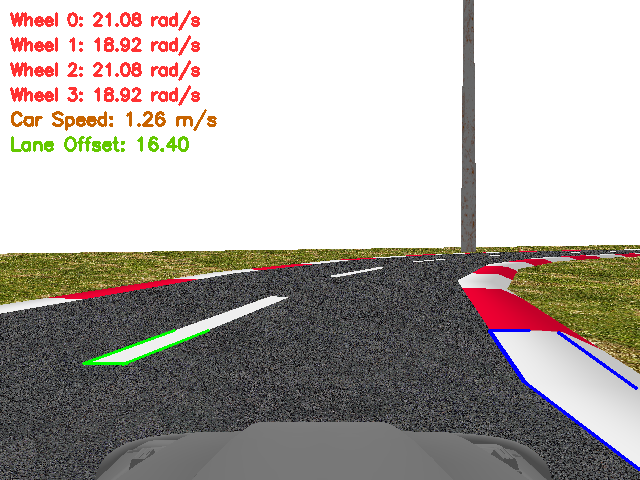 Wheel 0: 21.08 rad/s
Wheel 1: 18.92 rad/s
Wheel 2: 21.08 rad/s
Wheel 3: 18.92 rad/s
Car Speed: 1.26 m/s
Lane Offset: 16.40